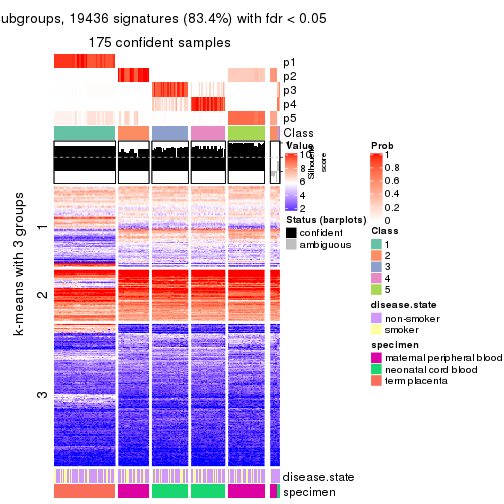 ubgroups, 19436 signatures (83.4%) with fdr < 0.05
175 confident samples
p1
p2
p3
p4
p5
Class
Silhouette
score
1
2
3
k-means with 3 groups
disease.state
specimen
Value
10
8
6
4
2
Status (barplots)
confident
ambiguous
Prob
1
0.8
0.6
0.4
0.2
0
Class
1
2
3
4
5
disease.state
non-smoker
smoker
specimen
maternal peripheral blood
neonatal cord blood
term placenta